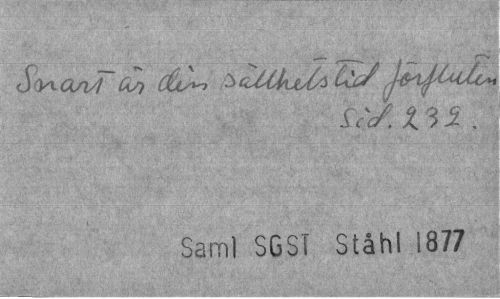 Snart är din sällhetstid förfluten
Sid. 232.
Saml SGST Ståhl 1877